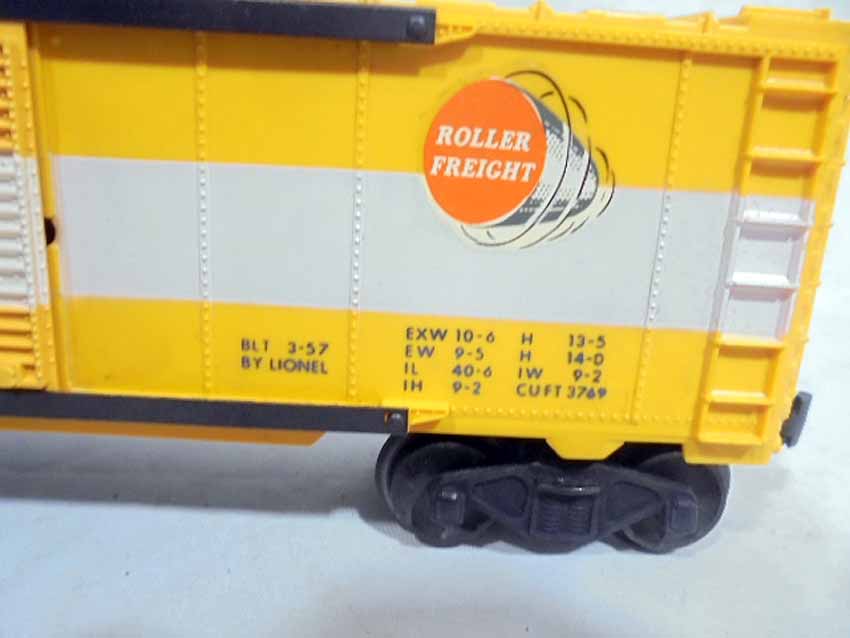 ROLLER
FREIGHT
BLT 3-57
BY LIONEL
EXW 10-6 H 13-5
EW 9-5 H 14-0
IL 40-6 IW 9-2
IH 9-2 CU FT 3769